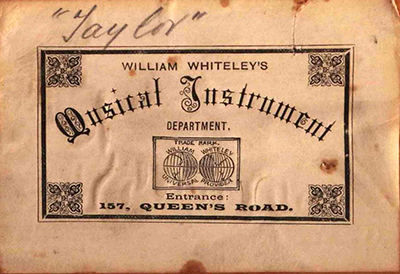 "Taylor"
WILLIAM WHITELEY'S
Musical Instrument
DEPARTMENT.
TRADE MARK.
WILLIAM WHITELEY
UNIVERSAL PROVIDER
Entrance:
157, QUEEN'S ROAD.